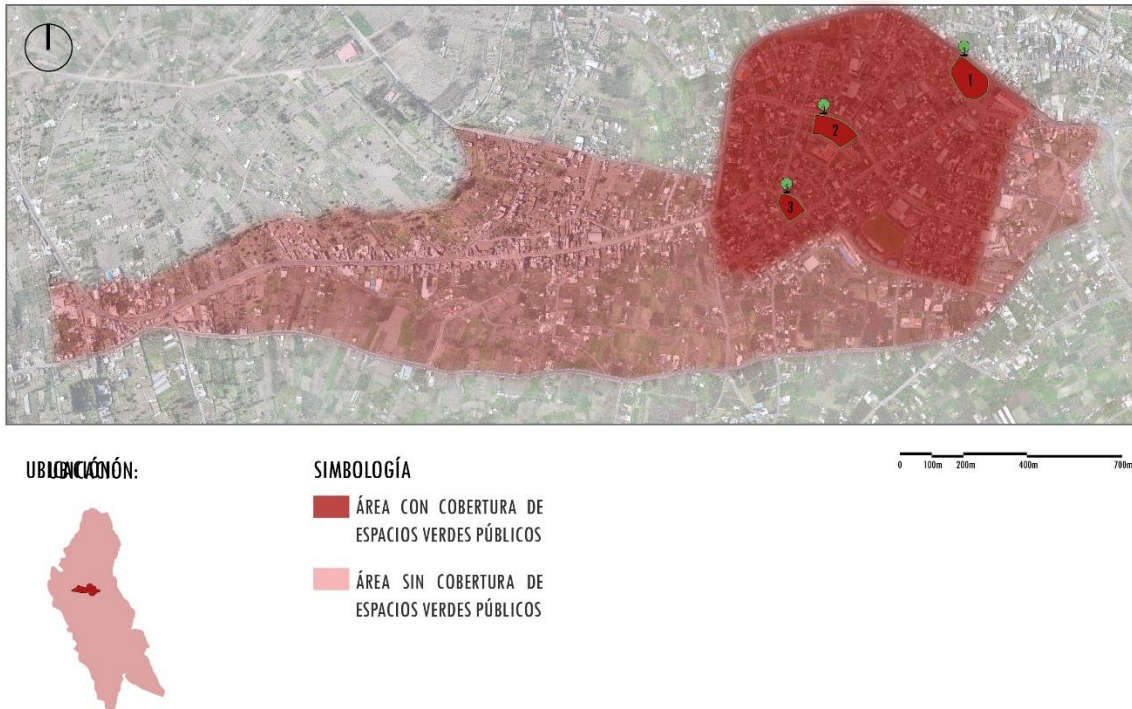 1
2
3
UBICACIÓN:
SIMBOLOGÍA
ÁREA CON COBERTURA DE
ESPACIOS VERDES PÚBLICOS
ÁREA SIN COBERTURA DE
ESPACIOS VERDES PÚBLICOS
0 100m 200m 400m 700m